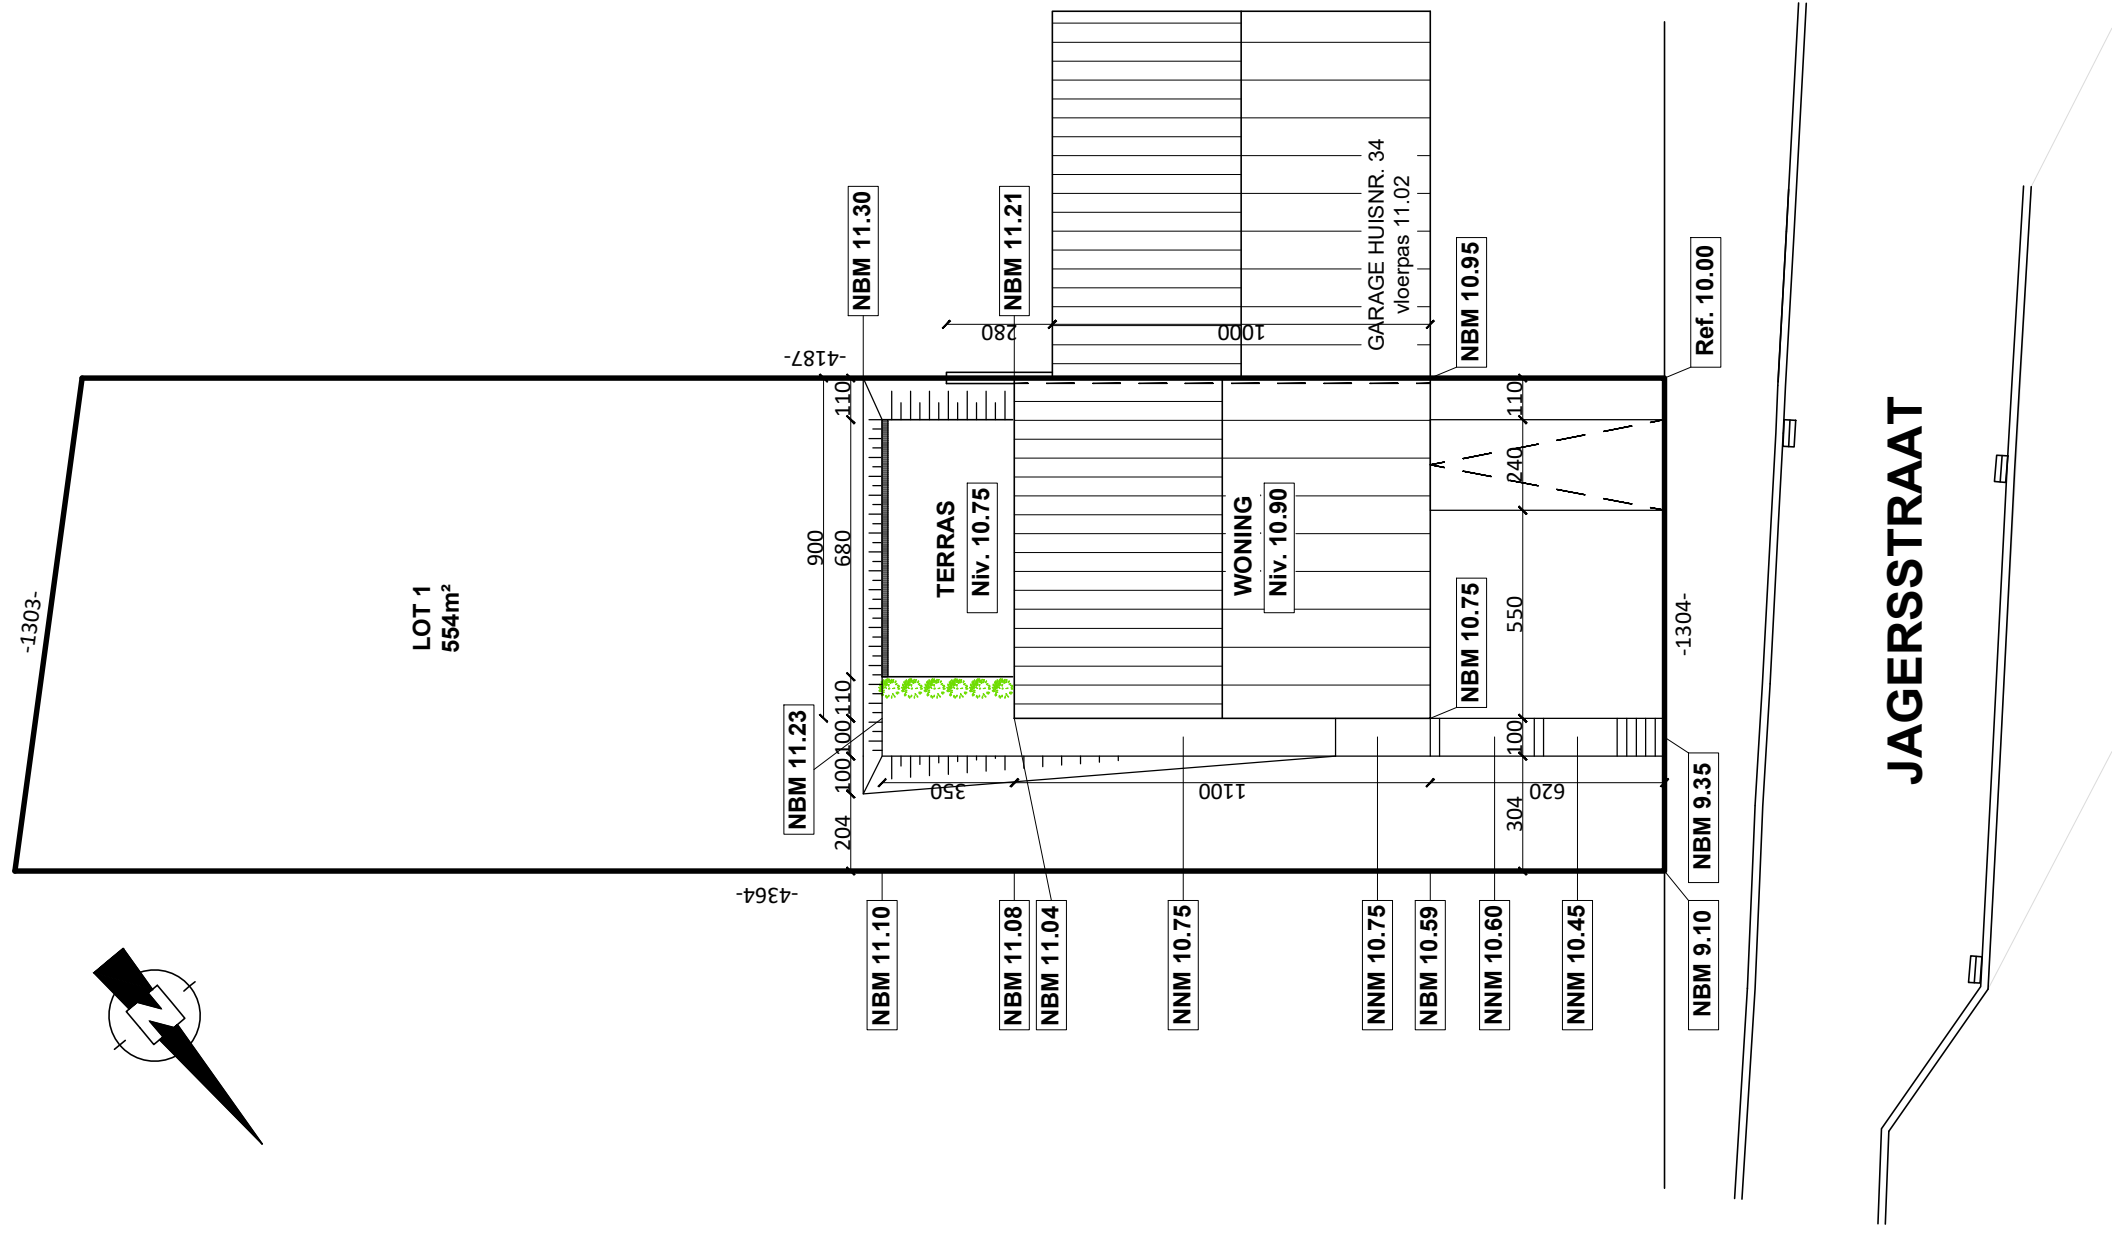 -1303-
LOT 1
554m²
-4187-
-4364-
900
110
680
110
100
100
204
NBM 11.30
NBM 11.21
280
1000
GARAGE HUISNR. 34
vloerpas 11.02
NBM 10.95
Ref. 10.00
TERRAS
Niv. 10.75
WONING
Niv. 10.90
NBM 10.75
110
240
550
100
304
-1304-
NBM 11.23
350
1100
620
NBM 9.35
NBM 11.10
NBM 11.08
NBM 11.04
NNM 10.75
NNM 10.75
NBM 10.59
NNM 10.60
NNM 10.45
NBM 9.10
JAGERSSTRAAT